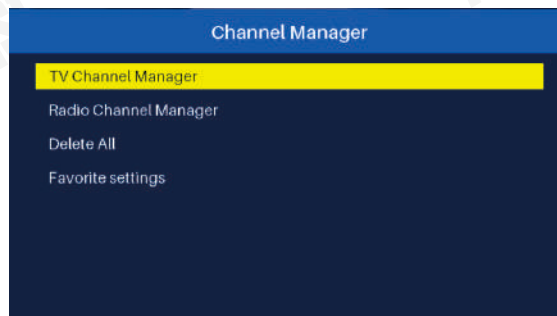 Channel Manager
TV Channel Manager
Radio Channel Manager
Delete All
Favorite settings